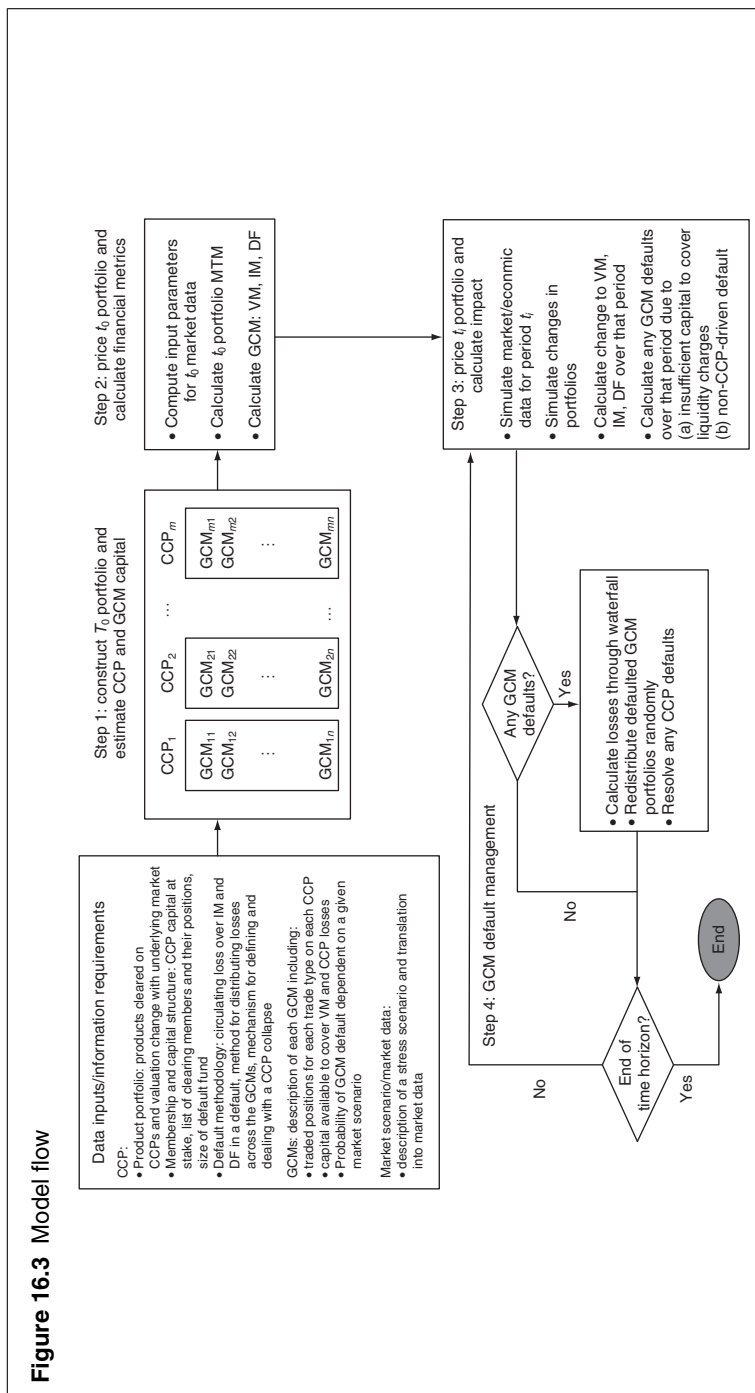 Figure 16.3 Model flow
Data inputs/information requirements
CCP:
• Product portfolio: products cleared on
CCPs and valuation change with underlying market
• Membership and capital structure: CCP capital at
stake, list of clearing members and their positions,
size of default fund
• Default methodology: circulating loss over IM and
DF in a default, method for distributing losses
across the GCMs, mechanism for defining and
dealing with a CCP collapse
GCMs: description of each GCM including:
• traded positions for each trade type on each CCP
• capital available to cover VM and CCP losses
• Probability of GCM default dependent on a given
market scenario
Market scenario/market data:
• description of a stress scenario and translation
into market data
Step 1: construct T0 portfolio and
estimate CCP and GCM capital
CCP1
GCM11
GCM12
⋮
GCM1n
CCP2
GCM21
GCM22
⋮
GCM2n
...
...
CCPm
GCMm1
GCMm2
⋮
GCMmn
Step 2: price t0 portfolio and
calculate financial metrics
• Compute input parameters
for t0 market data
• Calculate t0 portfolio MTM
• Calculate GCM: VM, IM, DF
Step 3: price ti portfolio and
calculate impact
• Simulate market/econmic
data for period ti
• Simulate changes in
portfolios
• Calculate change to VM,
IM, DF over that period
• Calculate any GCM defaults
over that period due to
(a) insufficient capital to cover
liquidity charges
(b) non-CCP-driven default
Step 4: GCM default management
Any GCM
defaults?
Yes
No
• Calculate losses through waterfall
• Redistribute defaulted GCM
portfolios randomly
• Resolve any CCP defaults
End of
time horizon?
No
Yes
End